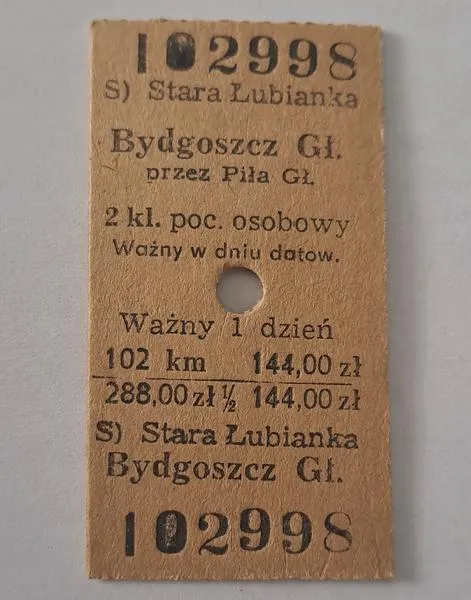 102998
S) Stara Łubianka
Bydgoszcz Gł.
przez Piła Gł.
2 kl. poc. osobowy
Ważny w dniu datow.
Ważny 1 dzień
102 km 144,00 zł
288,00 zł ½ 144,00 zł
S) Stara Łubianka
Bydgoszcz Gł.
102998